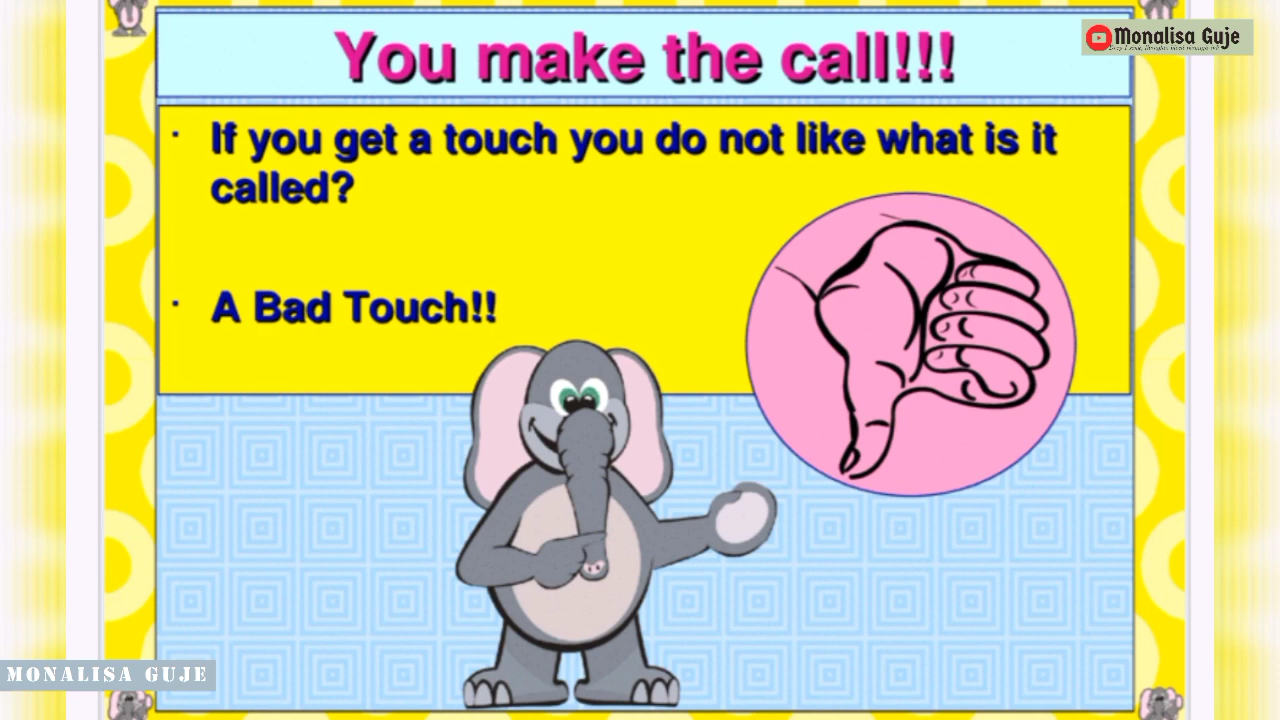 You make the call!!!
Monalisa Guje
· If you get a touch you do not like what is it
called?
· A Bad Touch!!
MONALISA GUJE